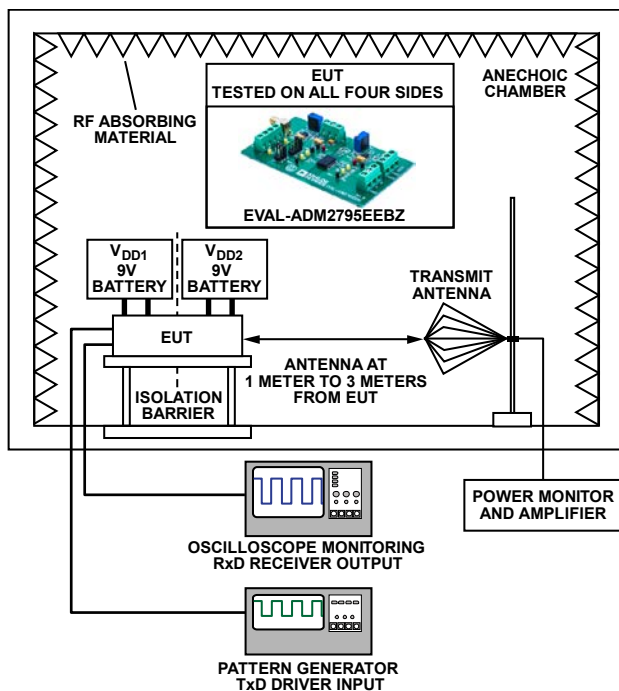 EUT
TESTED ON ALL FOUR SIDES
ANECHOIC
CHAMBER
RF ABSORBING
MATERIAL
EVAL-ADM2795EEBZ
VDD1
9V
BATTERY
VDD2
9V
BATTERY
TRANSMIT
ANTENNA
EUT
ANTENNA AT
1 METER TO 3 METERS
FROM EUT
ISOLATION
BARRIER
POWER MONITOR
AND AMPLIFIER
OSCILLOSCOPE MONITORING
RxD RECEIVER OUTPUT
PATTERN GENERATOR
TxD DRIVER INPUT